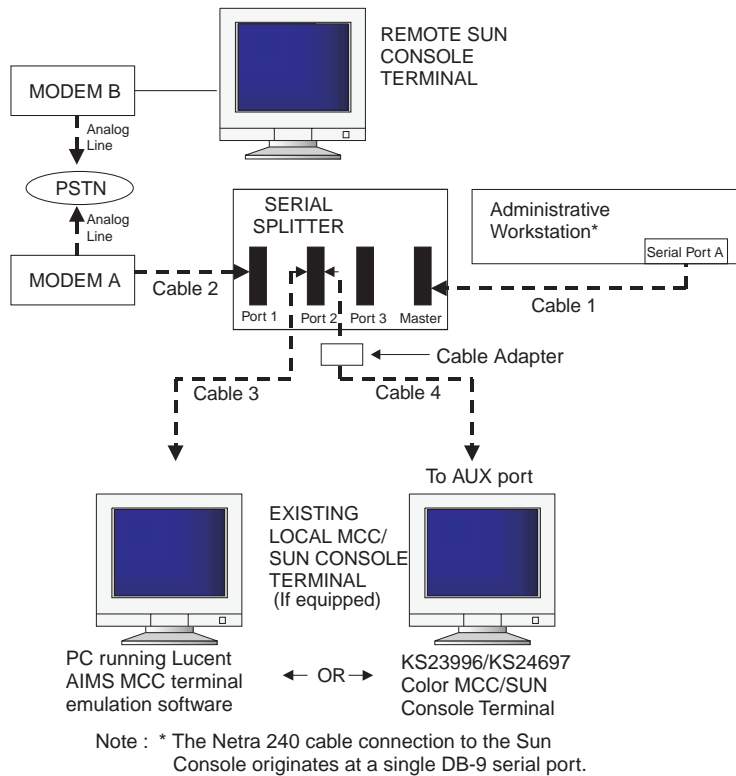 REMOTE SUN
CONSOLE
TERMINAL
MODEM B
Analog
Line
PSTN
Analog
Line
MODEM A
Cable 2
SERIAL
SPLITTER
Port 1
Port 2
Port 3
Master
Administrative
Workstation*
Serial Port A
Cable 1
Cable Adapter
Cable 3
Cable 4
To AUX port
EXISTING
LOCAL MCC/
SUN CONSOLE
TERMINAL
(If equipped)
PC running Lucent
AIMS MCC terminal
emulation software
OR
KS23996/KS24697
Color MCC/SUN
Console Terminal
Note : * The Netra 240 cable connection to the Sun
Console originates at a single DB-9 serial port.